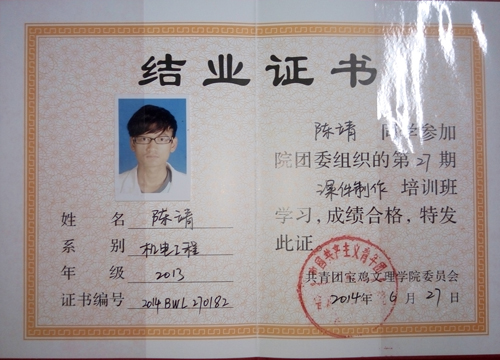 结业证书
陈靖 同学参加
院团委组织的第27期
课件制作 培训班
学习,成绩合格,特发
此证。
姓名 陈靖
系别 机电工程
年级 2013
证书编号 2014BWL270182
共青团宝鸡文理学院委员会
2014年6月27日